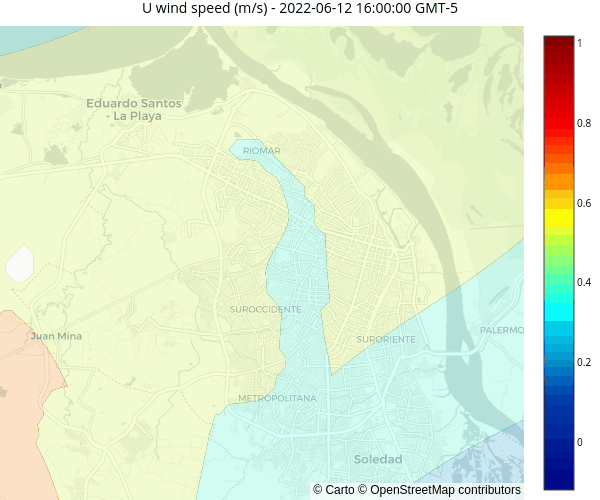 U wind speed (m/s) - 2022-06-12 16:00:00 GMT-5
1
0.8
0.6
0.4
0.2
0
Eduardo Santos
- La Playa
RIOMAR
SUROCCIDENTE
Juan Mina
SURORIENTE
PALERMO
METROPOLITANA
Soledad
© Carto © OpenStreetMap contributors